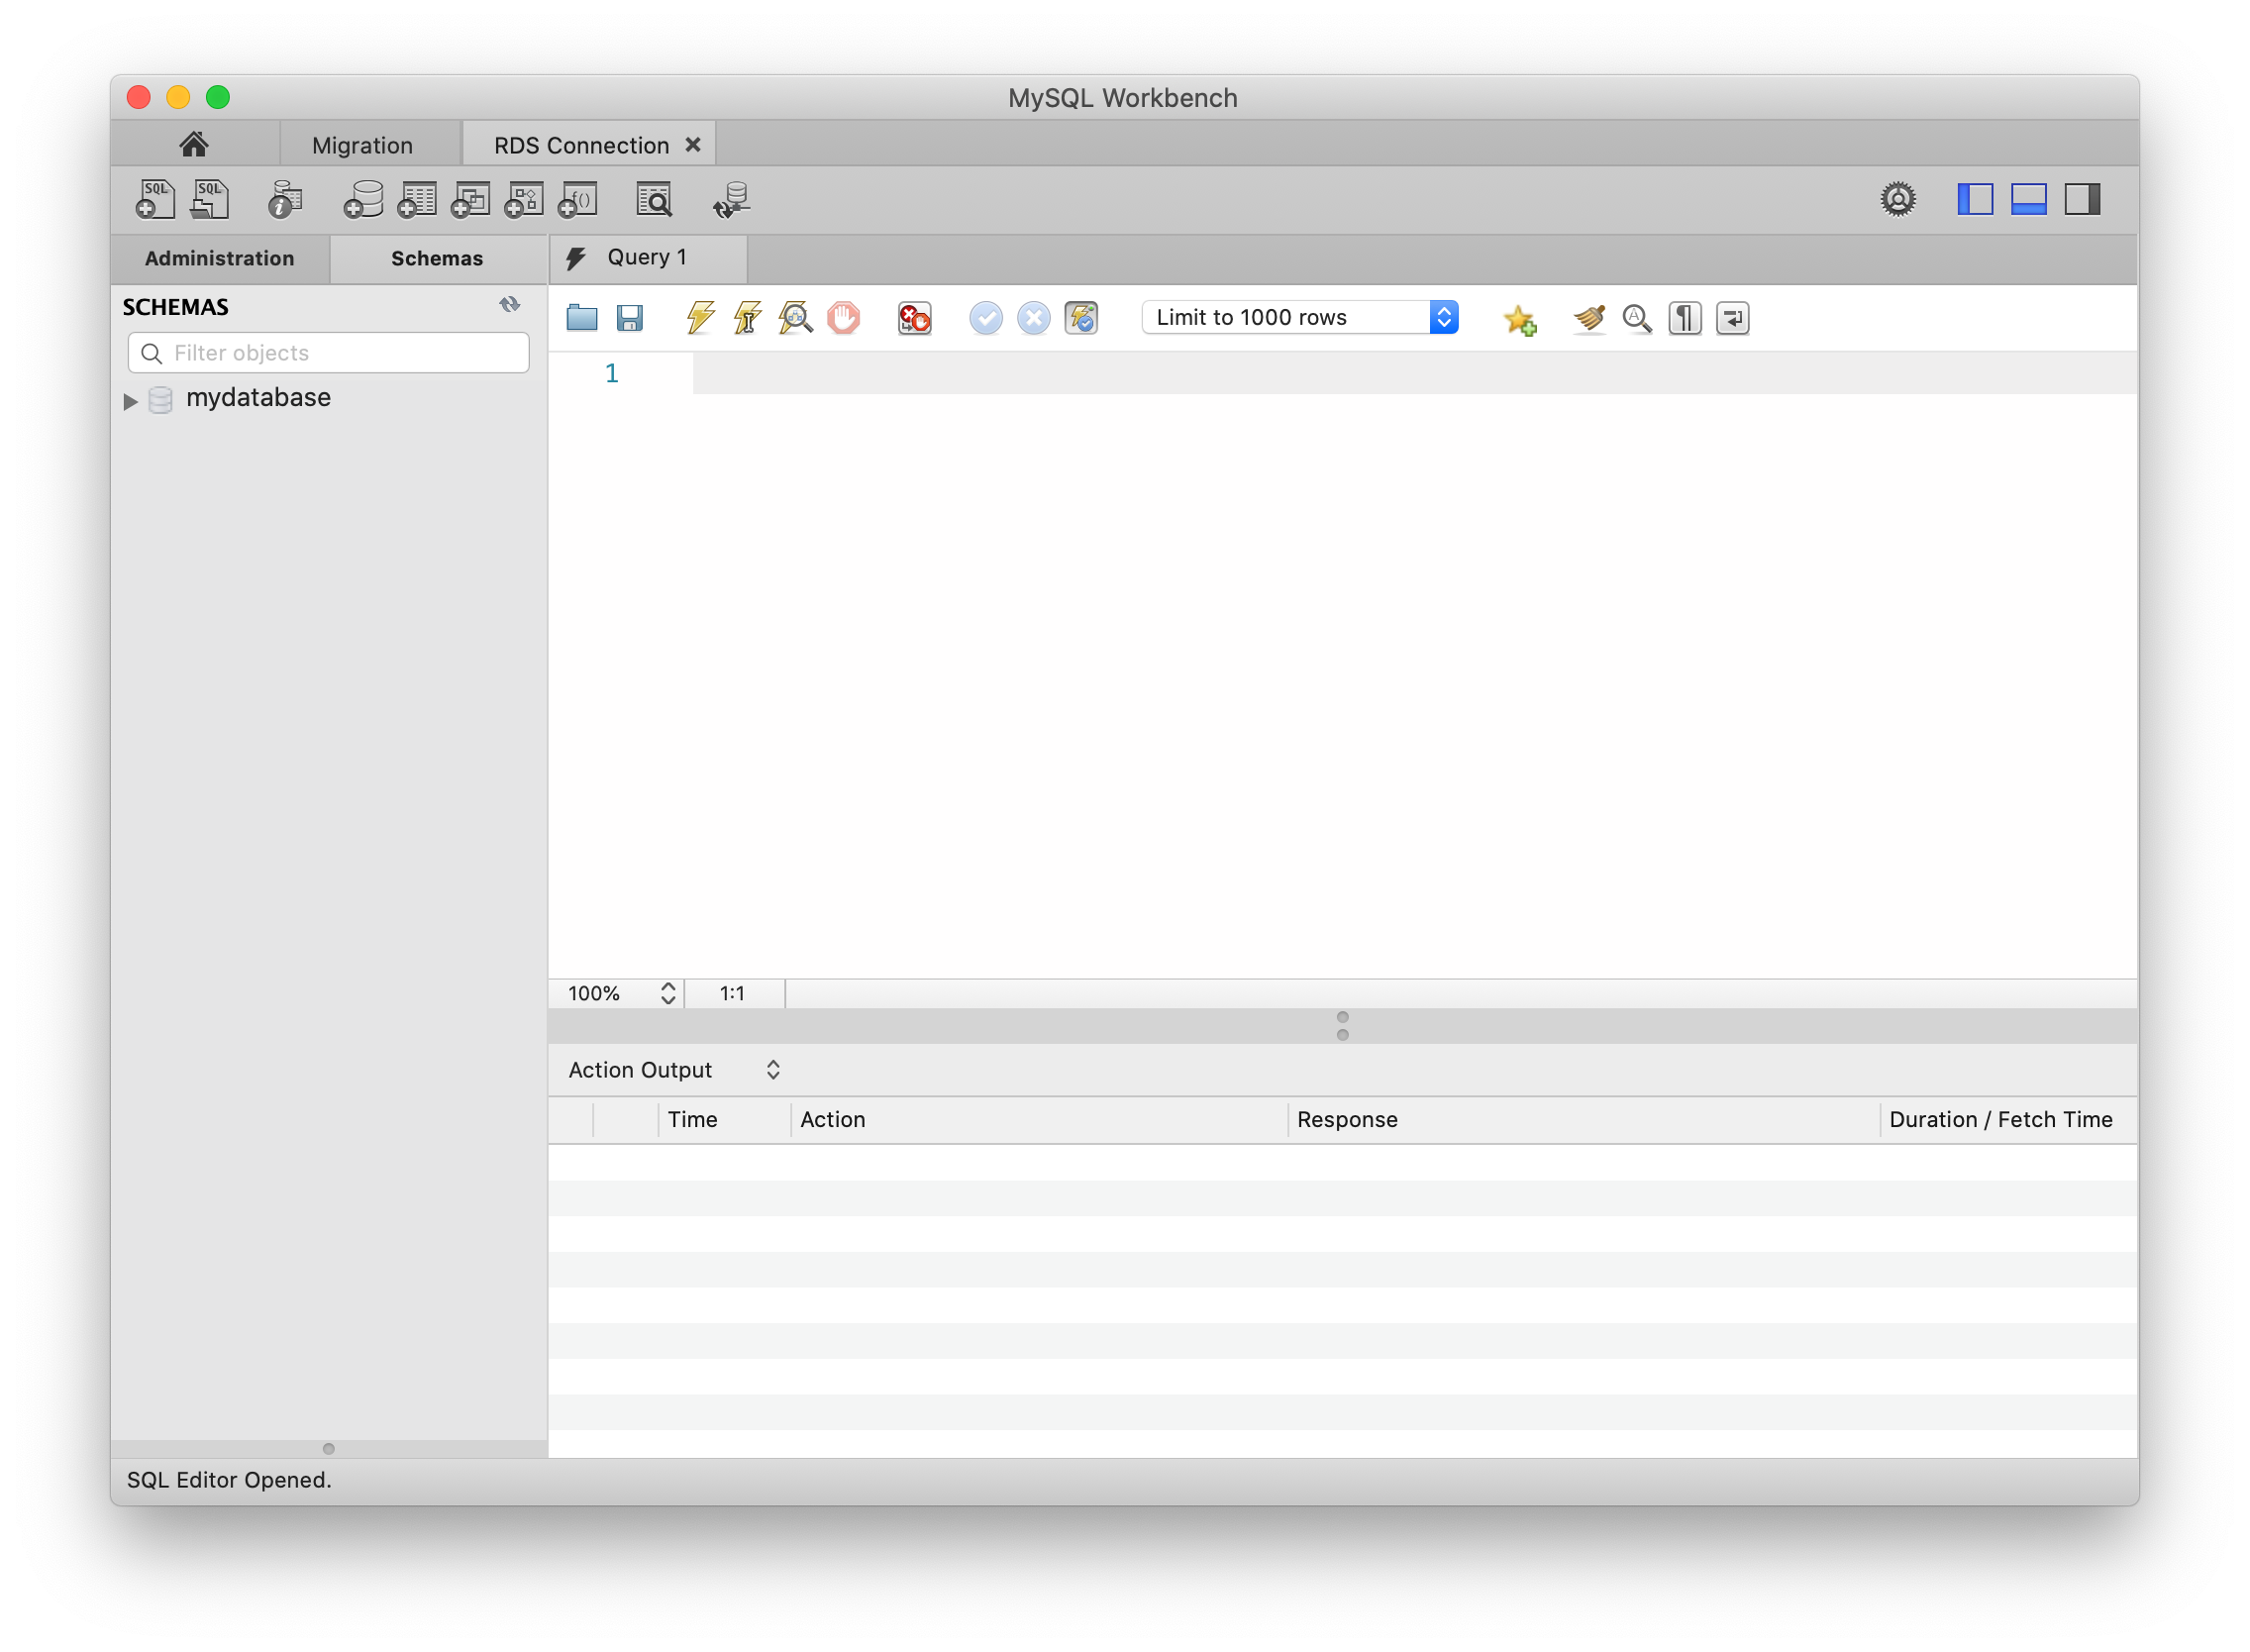 MySQL Workbench
Migration
RDS Connection
SQL
SQL
f()
Administration
Schemas
Query 1
SCHEMAS
Filter objects
Limit to 1000 rows
mydatabase
1
100%
1:1
Action Output
Time
Action
Response
Duration / Fetch Time
SQL Editor Opened.